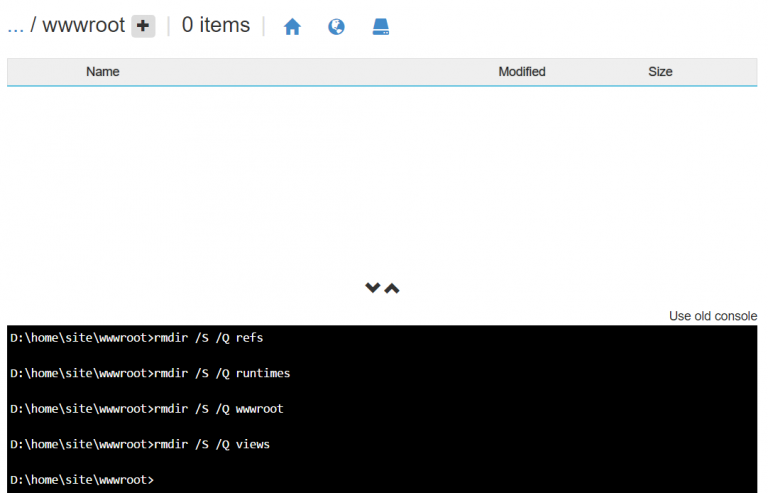 ... / wwwroot + | 0 items |
Name Modified Size
Use old console
D:\home\site\wwwroot>rmdir /S /Q refs
D:\home\site\wwwroot>rmdir /S /Q runtimes
D:\home\site\wwwroot>rmdir /S /Q wwwroot
D:\home\site\wwwroot>rmdir /S /Q views
D:\home\site\wwwroot>